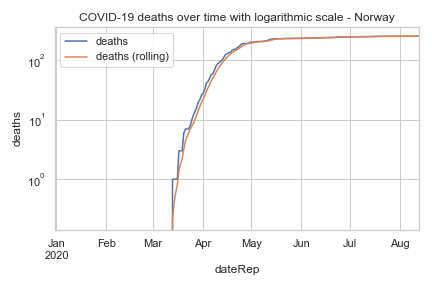 COVID-19 deaths over time with logarithmic scale - Norway
deaths
deaths (rolling)
10²
10¹
10⁰
deaths
Jan Feb Mar Apr May Jun Jul Aug
2020
dateRep